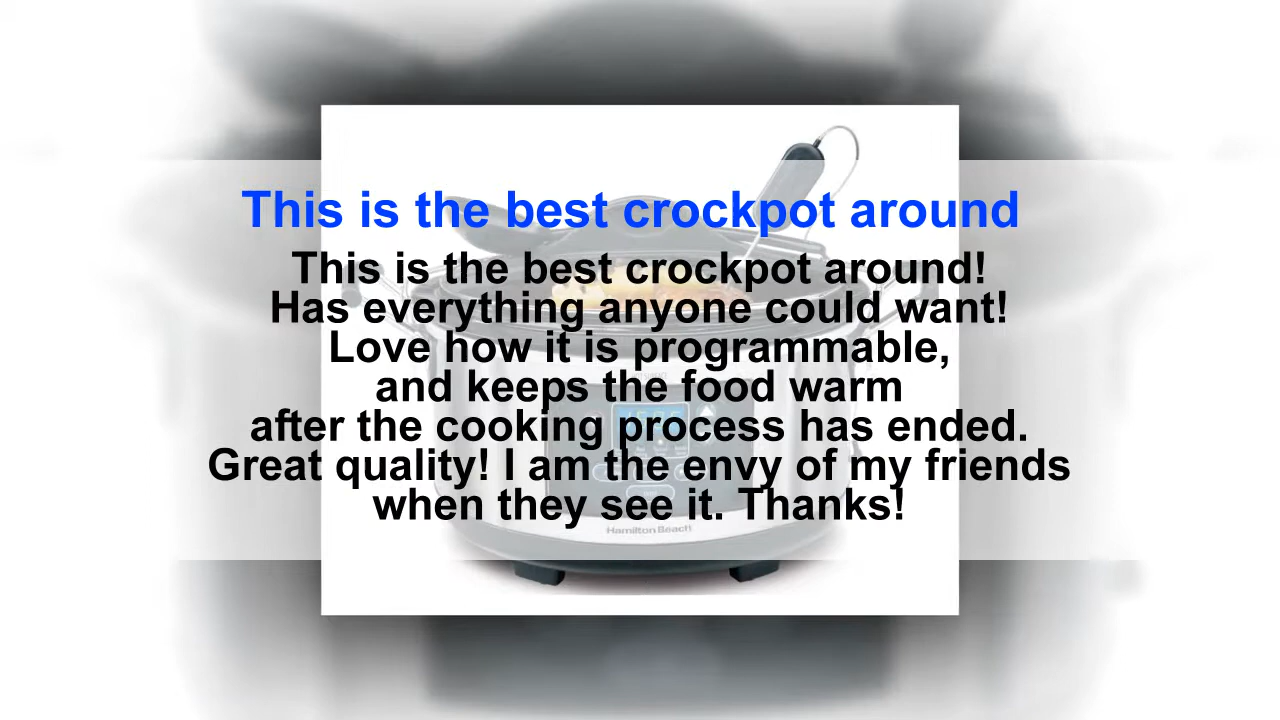 This is the best crockpot around
This is the best crockpot around!
Has everything anyone could want!
Love how it is programmable,
and keeps the food warm
after the cooking process has ended.
Great quality! I am the envy of my friends
when they see it. Thanks!
Hamilton Beach